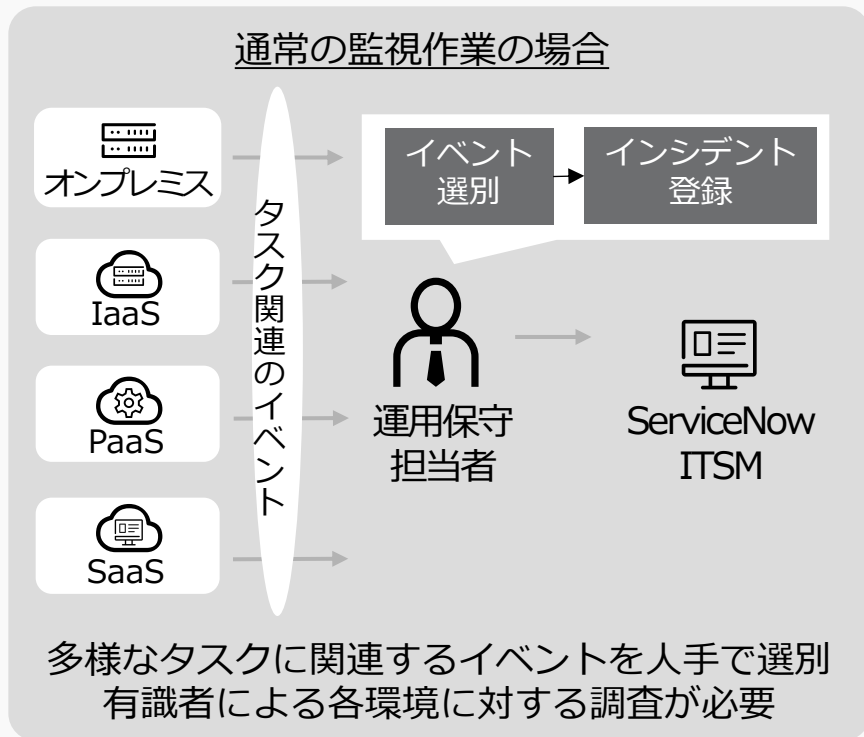 通常の監視作業の場合
オンプレミス
IaaS
PaaS
SaaS
タスク関連のイベント
イベント
選別
インシデント
登録
運用保守
担当者
ServiceNow
ITSM
多様なタスクに関連するイベントを人手で選別
有識者による各環境に対する調査が必要